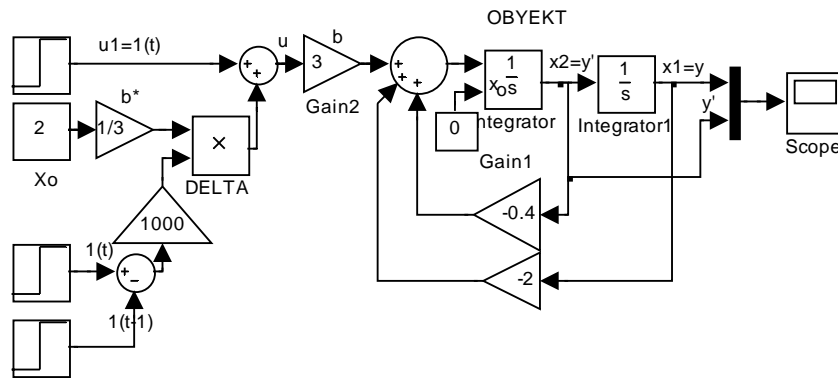 OBYEKT
u1=1(t)
u
b
x2=y'
x1=y
3
1
s
xo
1
s
y'
b*
Gain2
2
1/3
×
0
Integrator
Integrator1
Scope
Xo
DELTA
Gain1
1000
-0.4
1(t)
-2
1(t-1)